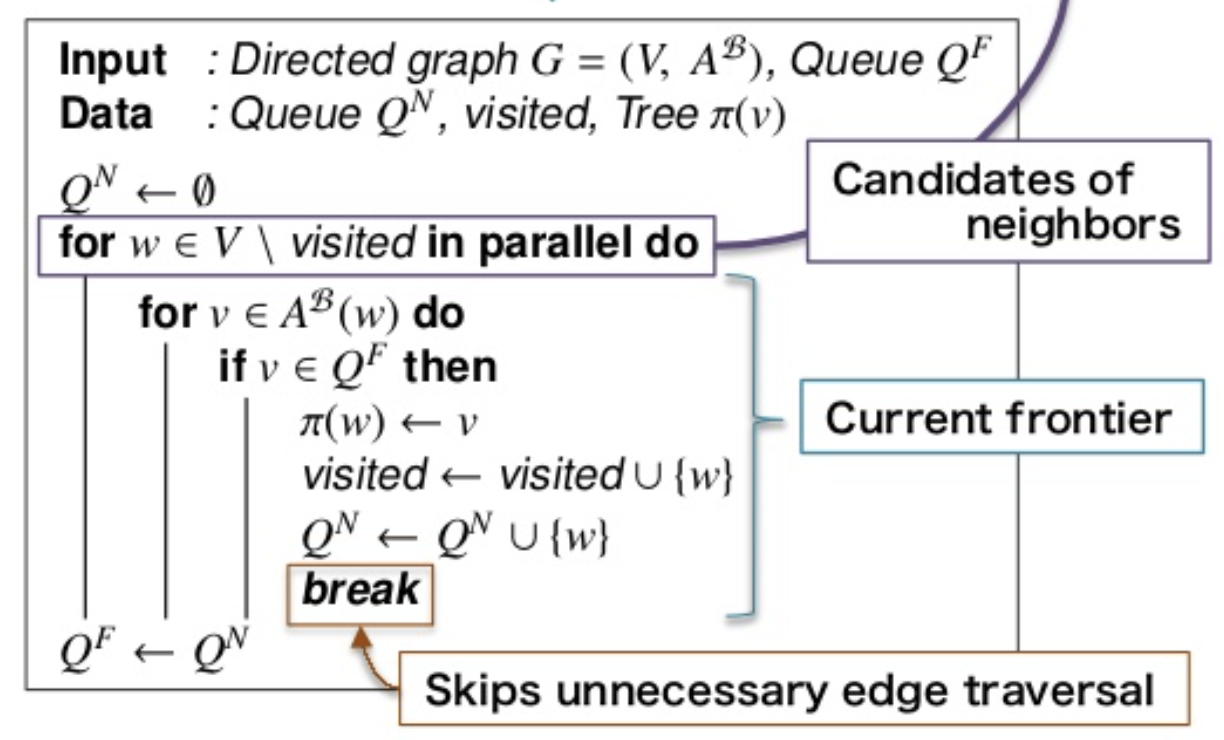 Input : Directed graph G = (V, A^ℬ), Queue Q^F
Data : Queue Q^N, visited, Tree π(v)
Q^N ← ∅
for w ∈ V \ visited in parallel do
for v ∈ A^ℬ(w) do
if v ∈ Q^F then
π(w) ← v
visited ← visited ∪ {w}
Q^N ← Q^N ∪ {w}
break
Q^F ← Q^N
Candidates of
neighbors
Current frontier
Skips unnecessary edge traversal